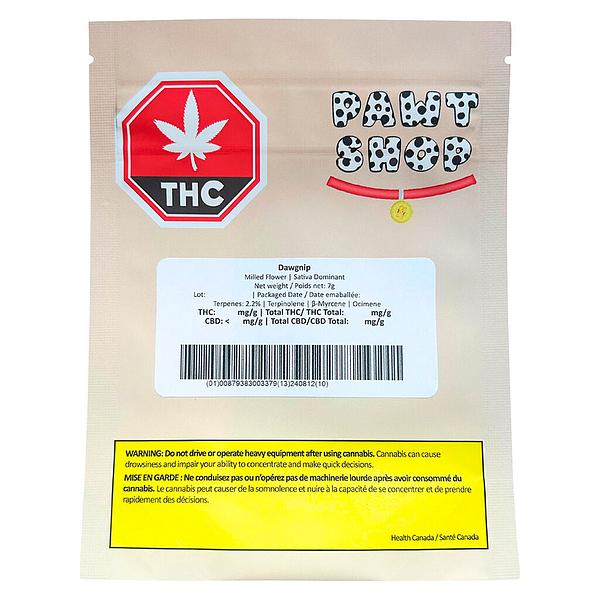 THC
PAWT
SHOP
Dawgnip
Milled Flower | Sativa Dominant
Net weight / Poids net: 7g
Lot: | Packaged Date / Date emaballée:
Terpenes: 2.2% | Terpinolene | β-Myrcene | Ocimene
THC: mg/g | Total THC/ THC Total: mg/g
CBD: < mg/g | Total CBD/CBD Total: mg/g
(01)00879383003379(13)240812(10)
WARNING: Do not drive or operate heavy equipment after using cannabis. Cannabis can cause
drowsiness and impair your ability to concentrate and make quick decisions.
MISE EN GARDE : Ne conduisez pas ou n’opérez pas de machinerie lourde après avoir consommé du
cannabis. Le cannabis peut causer de la somnolence et nuire à la capacité de se concentrer et de prendre
rapidement des décisions.
Health Canada / Santé Canada